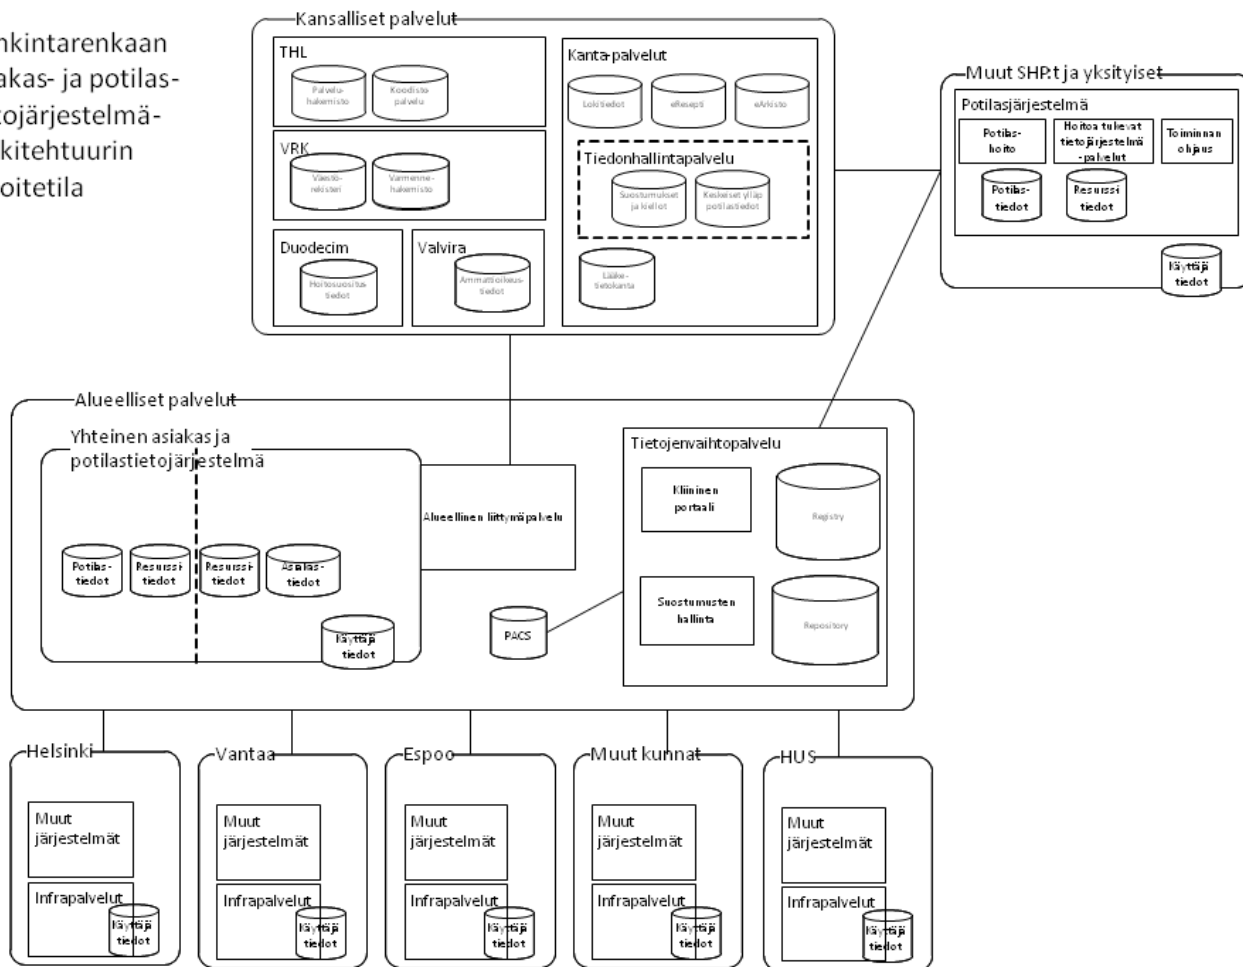 nkintarenkaan
akas- ja potilas-
tojärjestelmä-
kitehtuurin
oitetila
Kansalliset palvelut
THL
Palvelu-
hakemisto
Koodisto
palvelu
VRK
Väestö-
rekisteri
Varmenne-
hakemisto
Duodecim
Hoitosuositus
tiedot
Valvira
Ammattioikeus
tiedot
Kanta-palvelut
Lokitiedot
eResepti
eArkisto
Tiedonhallintapalvelu
Suostumukset
ja kiellot
Keskeiset ylläp
potilastiedot
Lääke-
tietokanta
Muut SHP:t ja yksityiset
Potilasjärjestelmä
Potilas-
hoito
Hoitoa tukevat
tietojärjestelmä
-palvelut
Toiminnan
ohjaus
Potilas-
tiedot
Resurssi
tiedot
Käyttäjä
tiedot
Alueelliset palvelut
Yhteinen asiakas ja
potilastietojärjestelmä
Potilas-
tiedot
Resurssi
tiedot
Resurssi-
tiedot
Asiakas-
tiedot
Käyttäjä
tiedot
Alueellinen liittymäpalvelu
PACS
Tietojenvaihtopalvelu
Kliininen
portaali
Registry
Suostumusten
hallinta
Repository
Helsinki
Muut
järjestelmät
Infrapalvelut
Käyttäjä
tiedot
Vantaa
Muut
järjestelmät
Infrapalvelut
Käyttäjä
tiedot
Espoo
Muut
järjestelmät
Infrapalvelut
Käyttäjä
tiedot
Muut kunnat
Muut
järjestelmät
Infrapalvelut
Käyttäjä
tiedot
HUS
Muut
järjestelmät
Infrapalvelut
Käyttäjä
tiedot